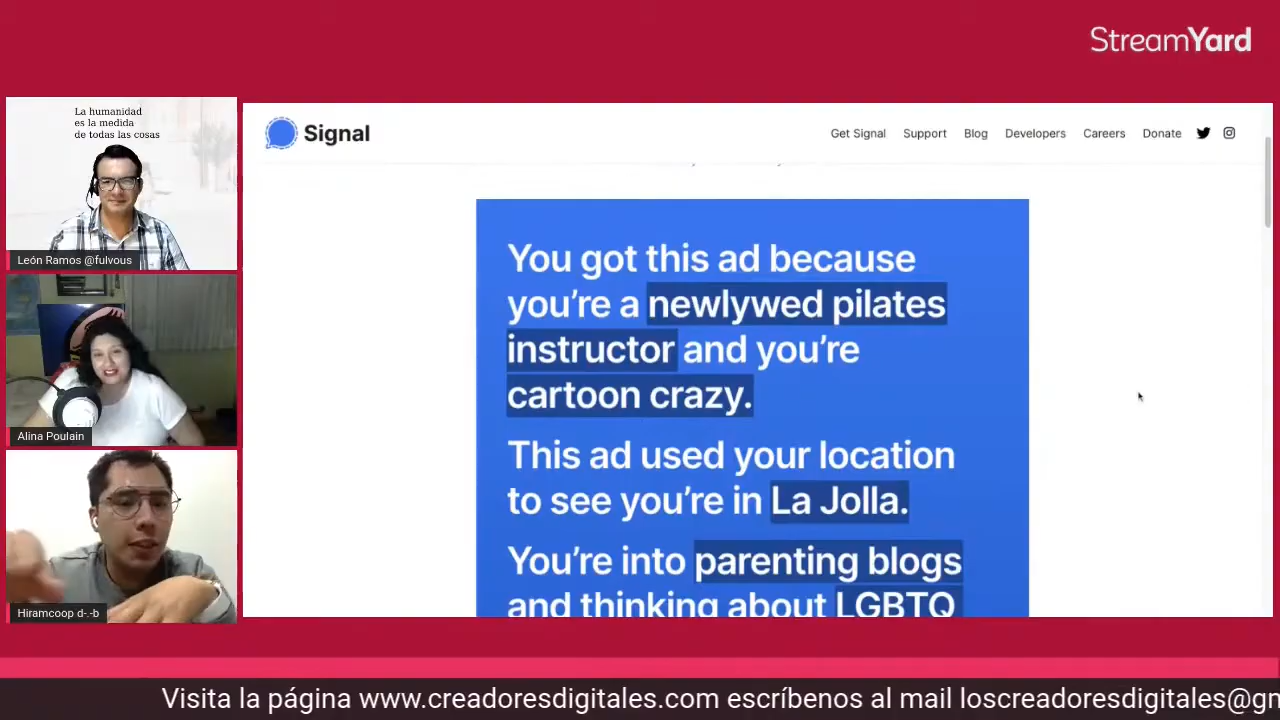 StreamYard
La humanidad
es la medida
de todas las cosas
León Ramos @fulvous
Alina Poulain
Hiramcoop d-.-b
Signal
Get Signal Support Blog Developers Careers Donate
You got this ad because
you're a newlywed pilates
instructor and you're
cartoon crazy.
This ad used your location
to see you're in La Jolla.
You're into parenting blogs
and thinking about LGBTQ
Visita la página www.creadoresdigitales.com escríbenos al mail loscreadoresdigitales@gm